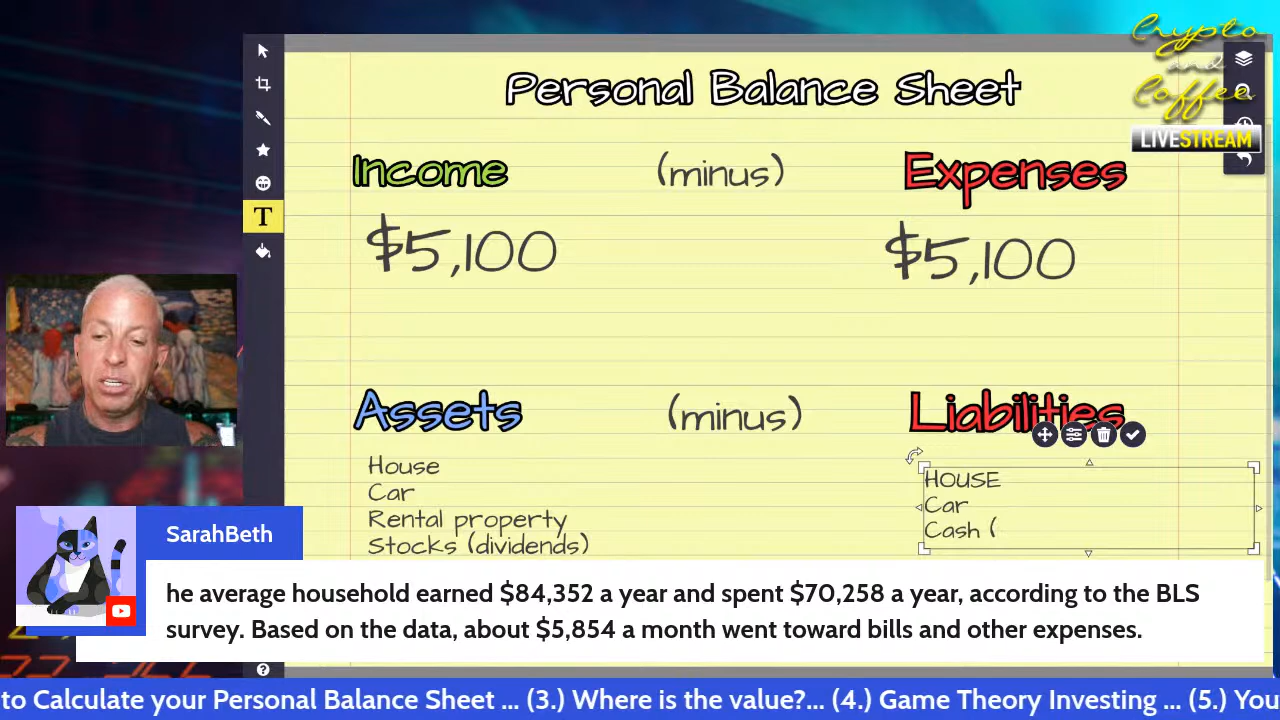 Crypto
and
Coffee
LIVESTREAM
Personal Balance Sheet
Income (minus) Expenses
$5,100 $5,100
Assets (minus) Liabilities
House
Car
Rental property
Stocks (dividends)
HOUSE
Car
Cash (
T
SarahBeth
he average household earned $84,352 a year and spent $70,258 a year, according to the BLS
survey. Based on the data, about $5,854 a month went toward bills and other expenses.
to Calculate your Personal Balance Sheet ... (3.) Where is the value?... (4.) Game Theory Investing ... (5.) You